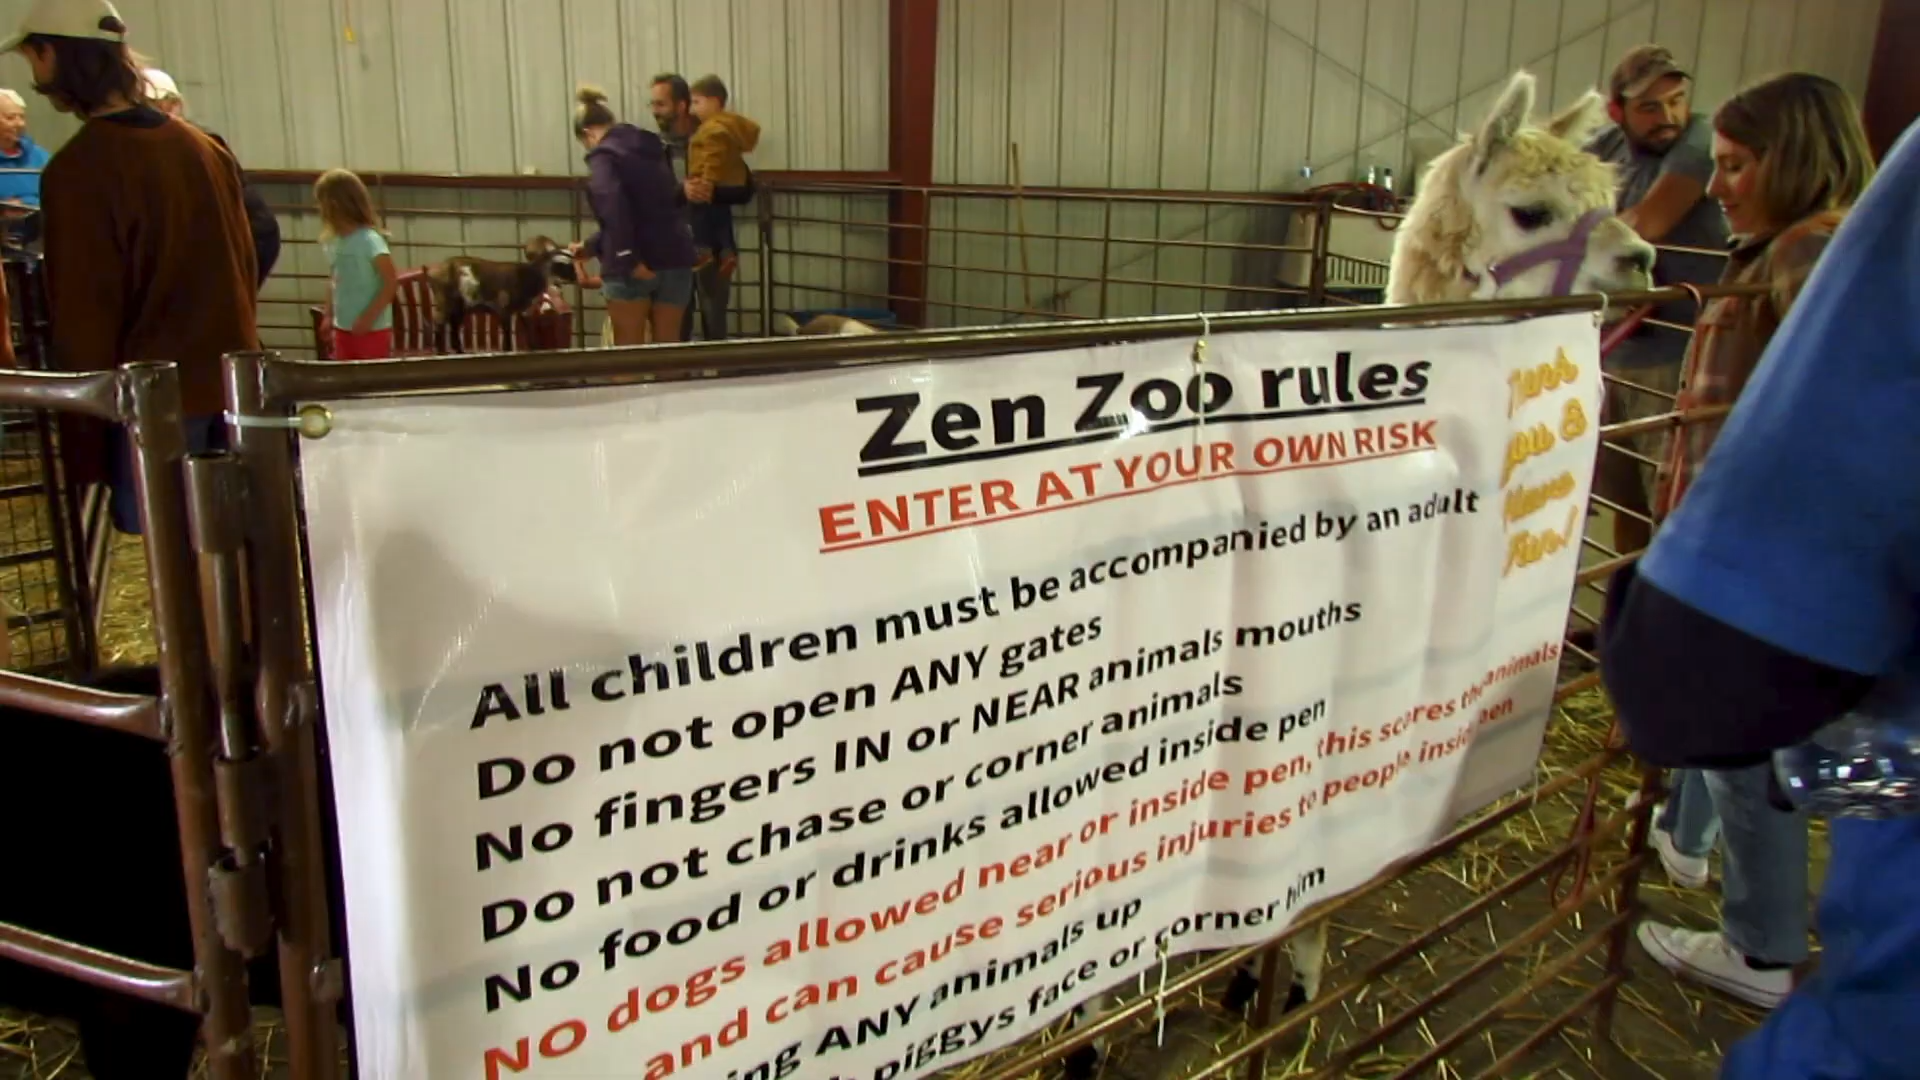 Zen Zoo rules
ENTER AT YOUR OWN RISK
All children must be accompanied by an adult
Do not open ANY gates
No fingers IN or NEAR animals mouths
Do not chase or corner animals
No food or drinks allowed inside pen
NO dogs allowed near or inside pen, this scares the animals
and can cause serious injuries to people inside pen
ANY animals up
piggys face or corner him
you &
Have
Fun!